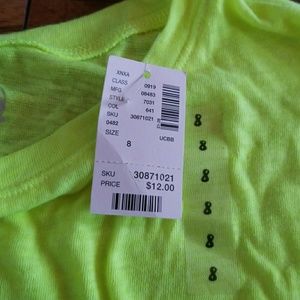 XNXA
CLASS 0919
MFG 08483
STYLE 7031
COL 641
SKU 30871021
0482
SIZE 8 UCBB
SKU 30871021
PRICE $12.00
8
8
8
8
8
8